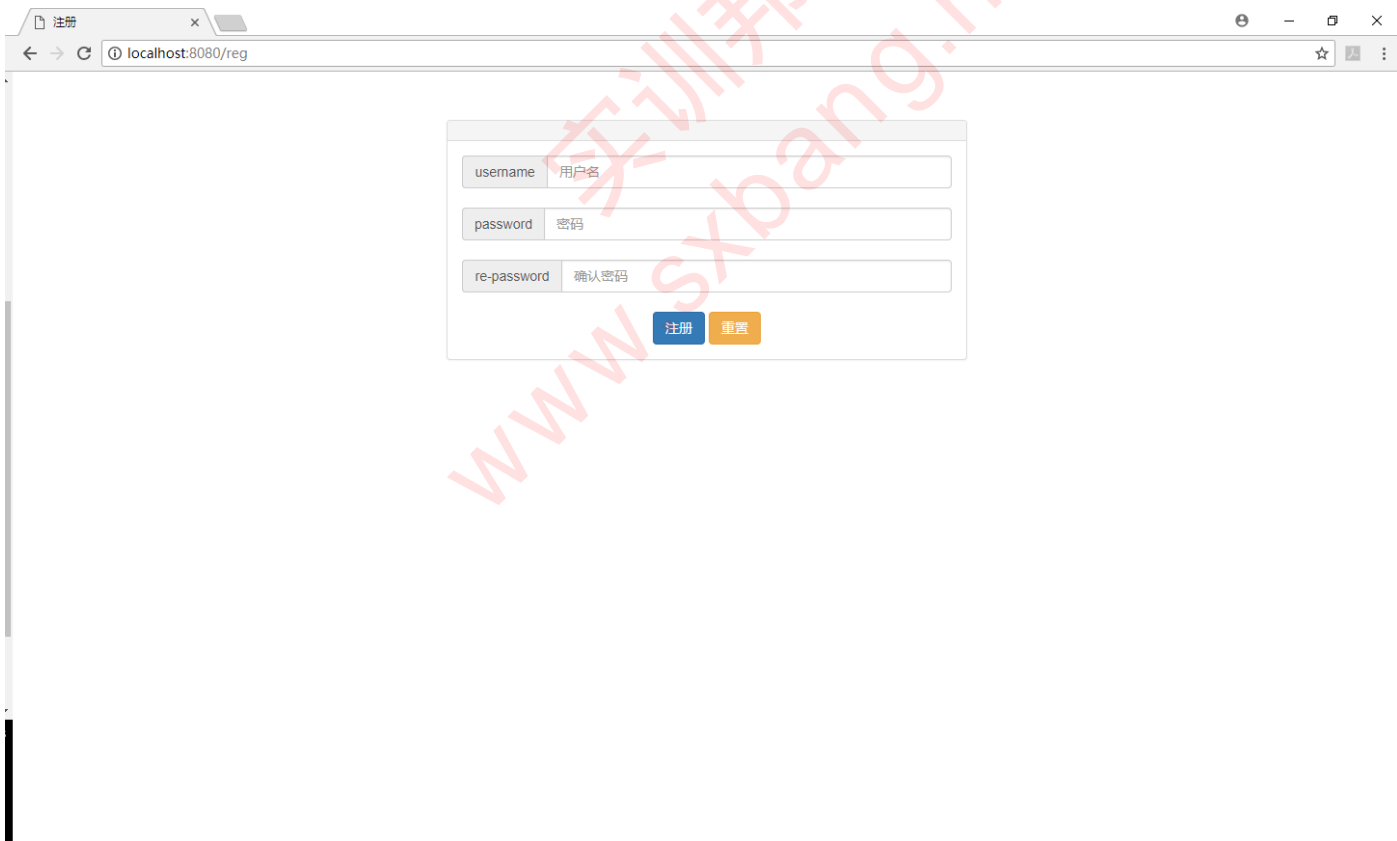 注册
localhost:8080/reg
username 用户名
password 密码
re-password 确认密码
注册 重置
实训邦
www.sxbang.n